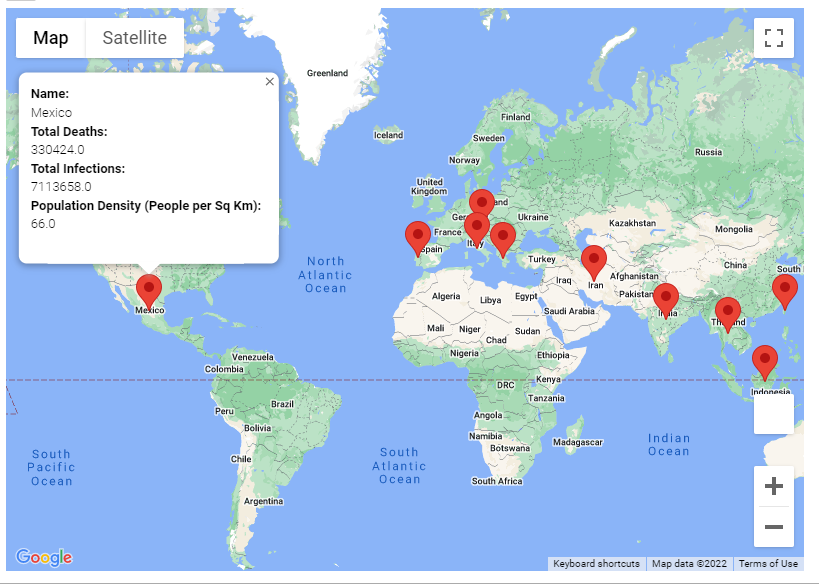 Map
Satellite
Name:
Mexico
Total Deaths:
330424.0
Total Infections:
7113658.0
Population Density (People per Sq Km):
66.0
Greenland
Iceland
Finland
Sweden
Norway
Russia
United
Kingdom
Ukraine
France
Spain
Italy
Kazakhstan
Mongolia
Turkey
China
South
Iraq
Iran
Afghanistan
Pakistan
North
Atlantic
Ocean
Algeria
Libya
Egypt
Saudi Arabia
India
Thailand
Mexico
Mali
Niger
Chad
Sudan
Nigeria
Ethiopia
Venezuela
Colombia
DRC
Kenya
Tanzania
Indonesia
Peru
Brazil
Bolivia
Angola
Namibia
Botswana
Madagascar
Chile
South Africa
Argentina
South
Pacific
Ocean
South
Atlantic
Ocean
Indian
Ocean
Google
Keyboard shortcuts
Map data ©2022
Terms of Use